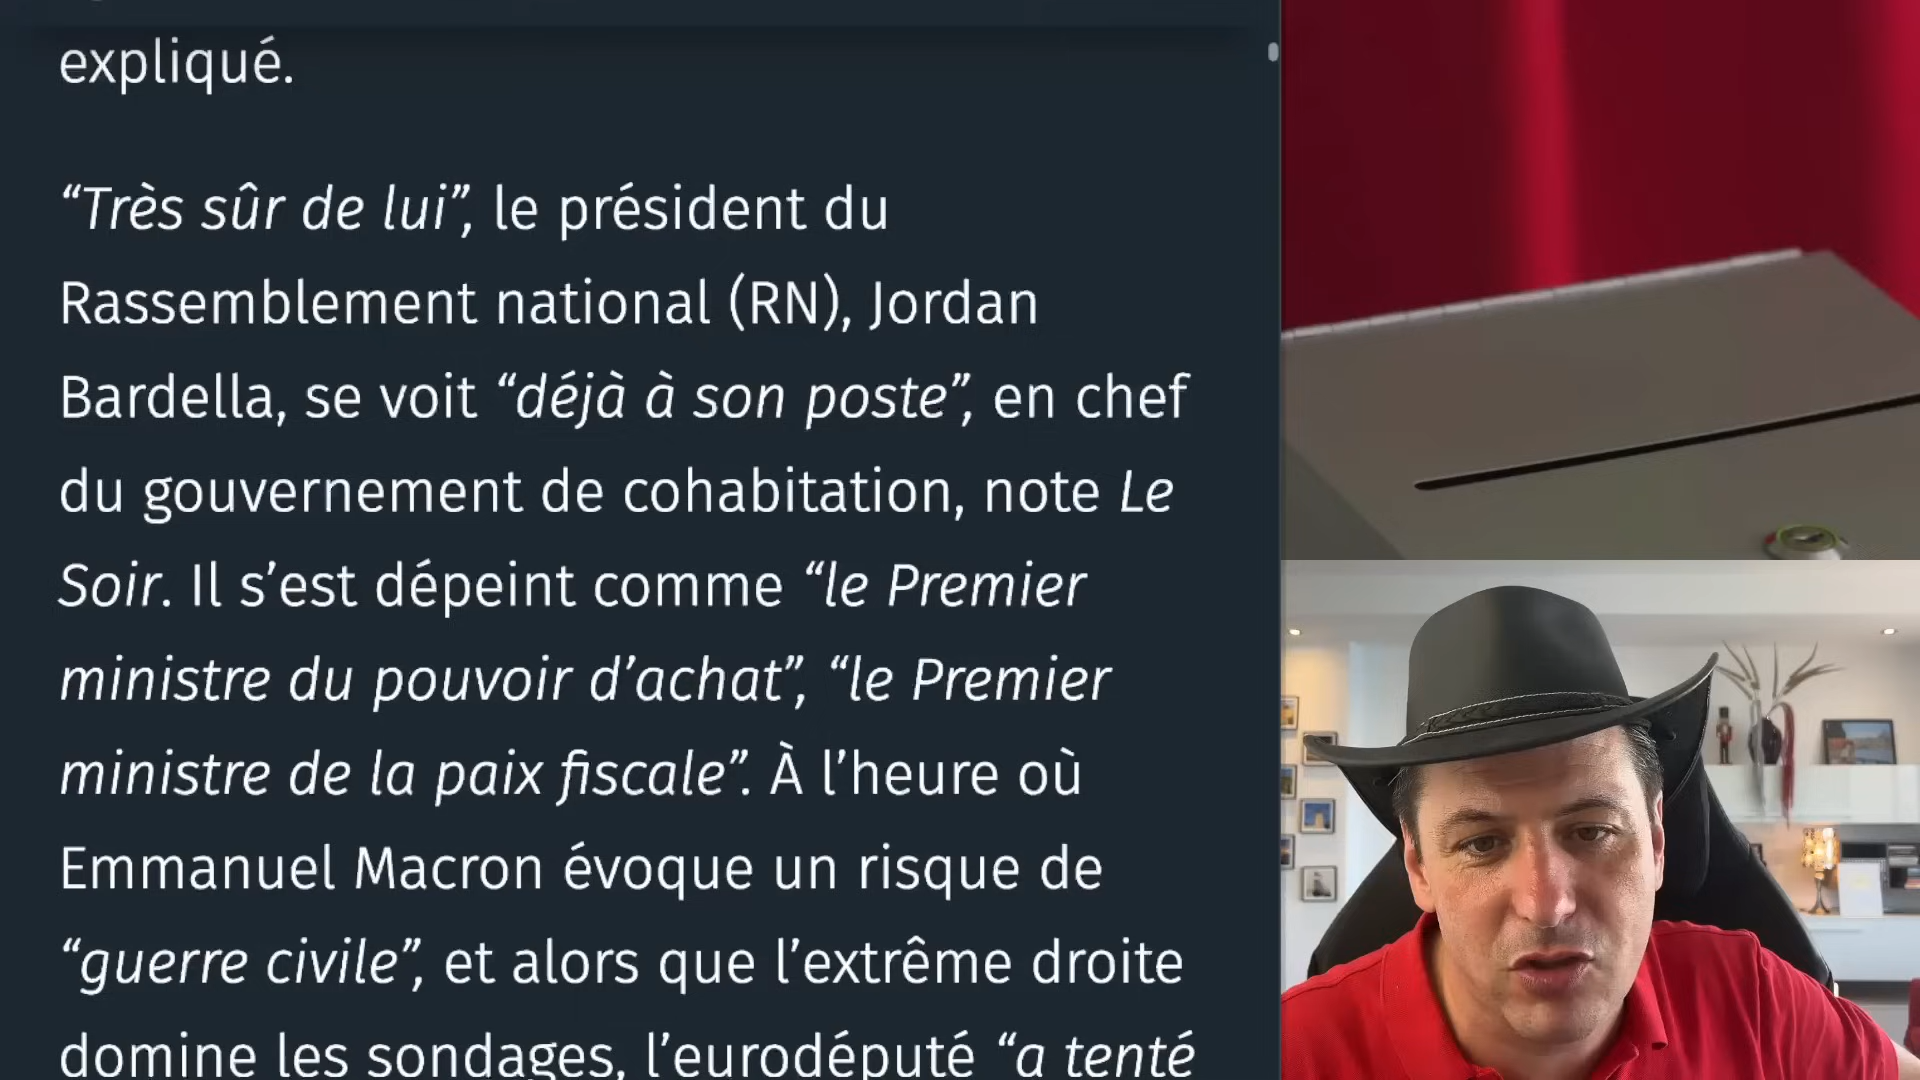 expliqué.
“Très sûr de lui”, le président du
Rassemblement national (RN), Jordan
Bardella, se voit “déjà à son poste”, en chef
du gouvernement de cohabitation, note Le
Soir. Il s’est dépeint comme “le Premier
ministre du pouvoir d’achat”, “le Premier
ministre de la paix fiscale”. À l’heure où
Emmanuel Macron évoque un risque de
“guerre civile”, et alors que l’extrême droite
domine les sondages, l’eurodéputé “a tenté